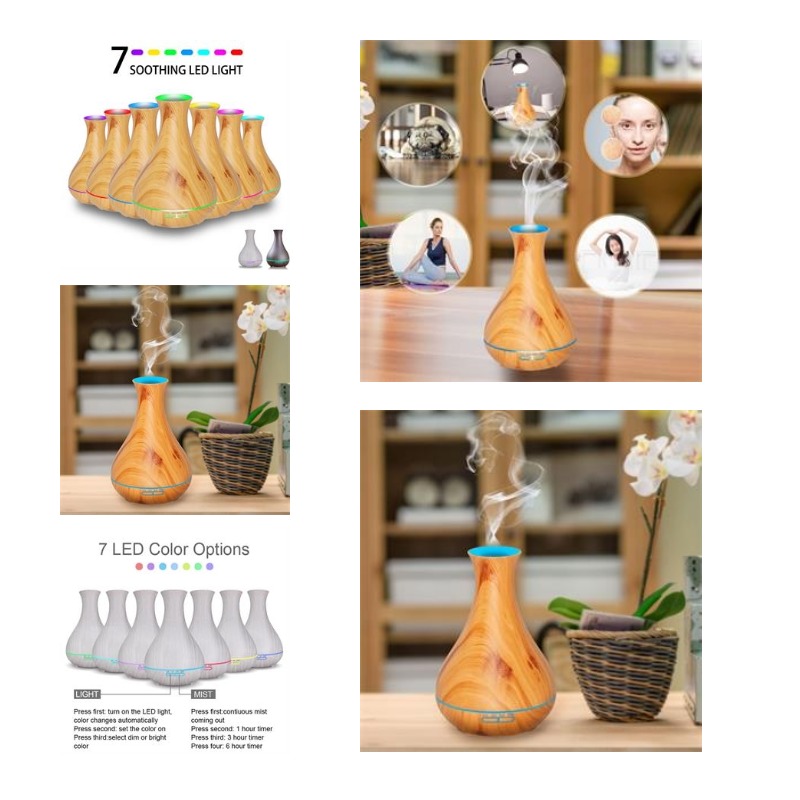 7
SOOTHING LED LIGHT
7 LED Color Options
LIGHT
MIST
Press first: turn on the LED light,
color changes automatically
Press second: set the color on
Press third:select dim or bright
color
Press first:contiuous mist
coming out
Press second: 1 hour timer
Press third: 3 hour timer
Press four: 6 hour timer